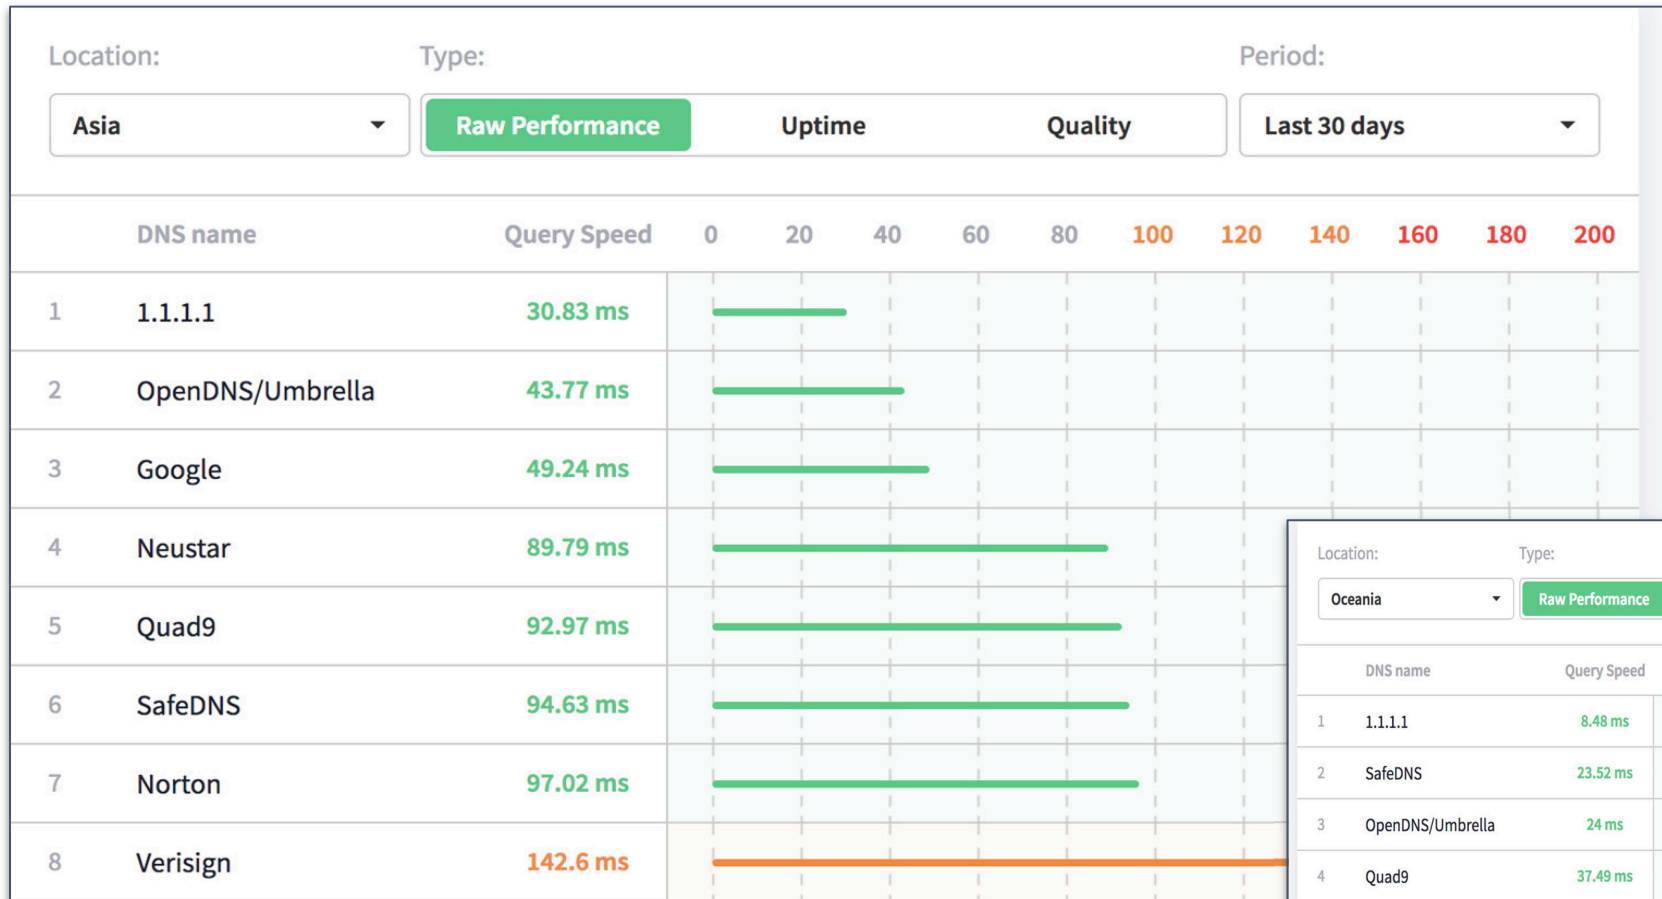 Location: Type: Period:
Asia Raw Performance Uptime Quality Last 30 days
DNS name Query Speed 0 20 40 60 80 100 120 140 160 180 200
1 1.1.1.1 30.83 ms
2 OpenDNS/Umbrella 43.77 ms
3 Google 49.24 ms
4 Neustar 89.79 ms
5 Quad9 92.97 ms
6 SafeDNS 94.63 ms
7 Norton 97.02 ms
8 Verisign 142.6 ms
Location: Type:
Oceania Raw Performance
DNS name Query Speed
1 1.1.1.1 8.48 ms
2 SafeDNS 23.52 ms
3 OpenDNS/Umbrella 24 ms
4 Quad9 37.49 ms